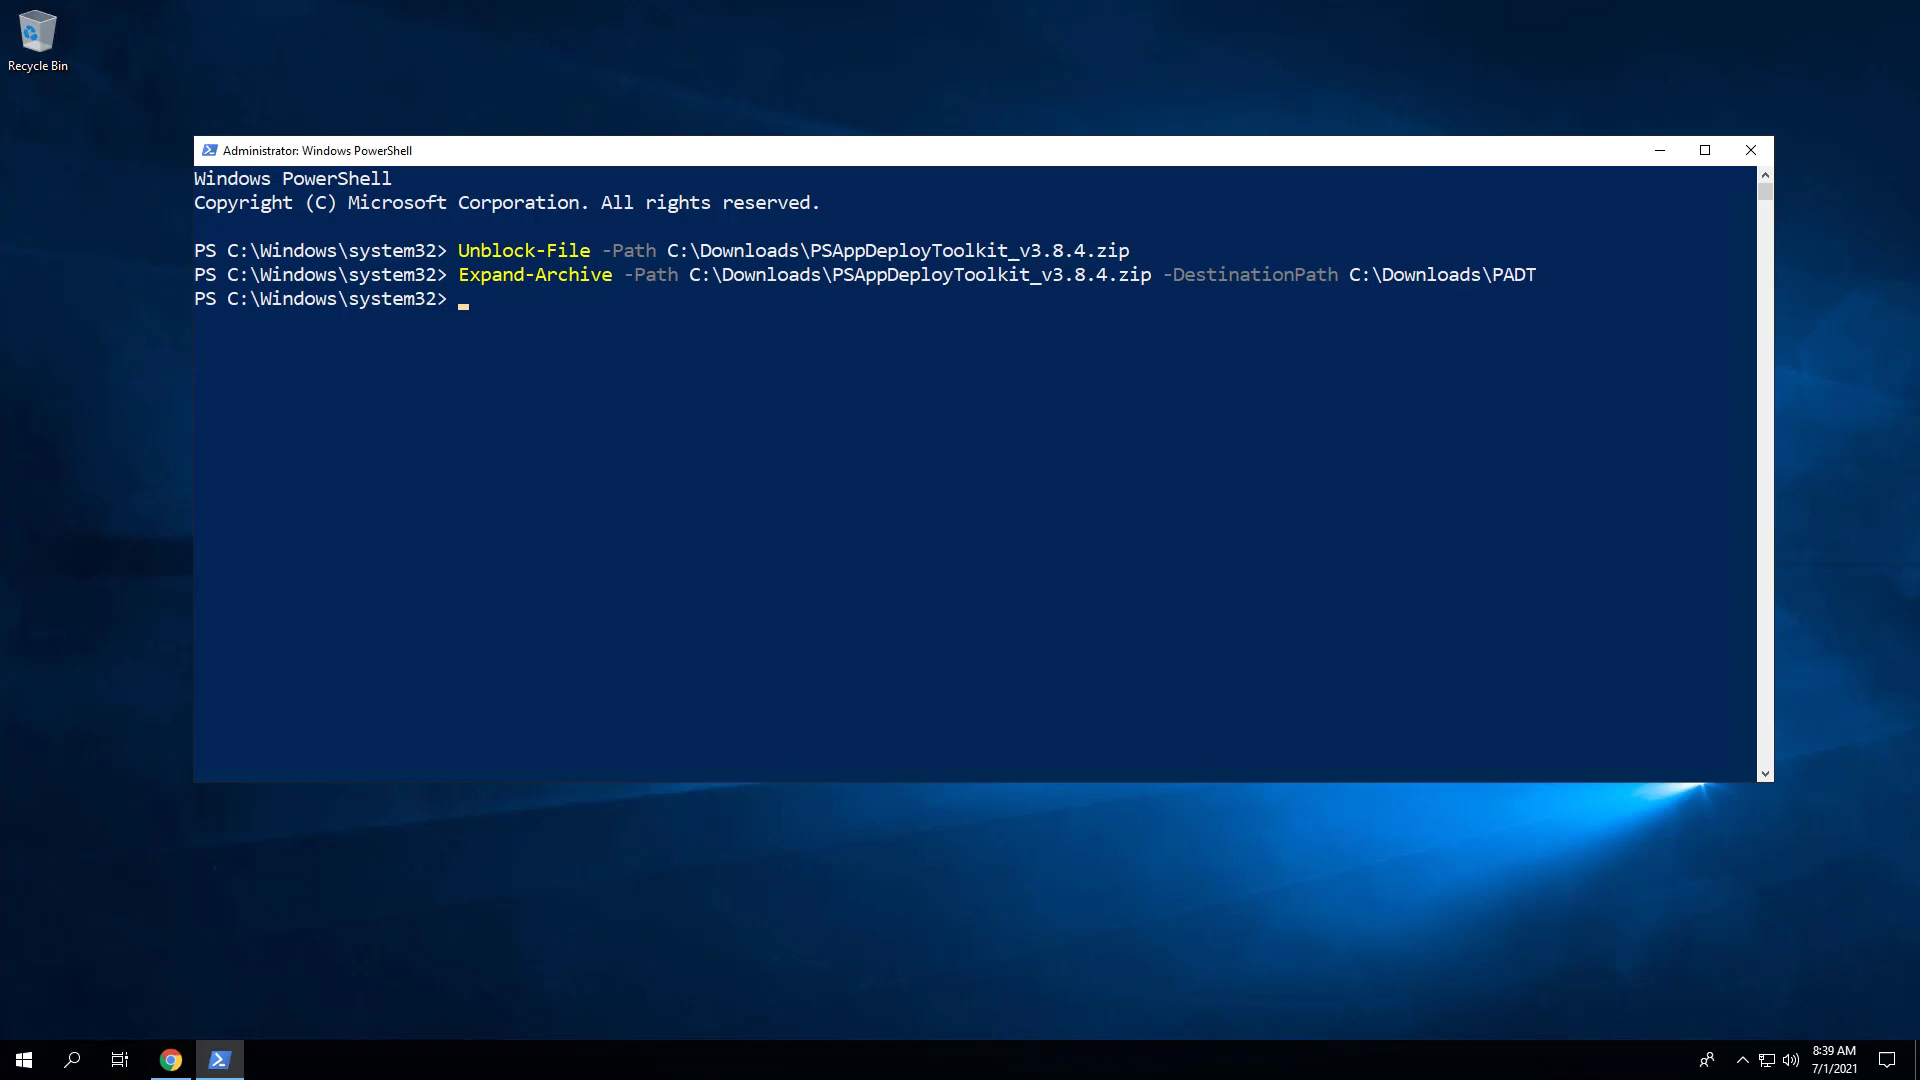 Recycle Bin
Administrator: Windows PowerShell
Windows PowerShell
Copyright (C) Microsoft Corporation. All rights reserved.
PS C:\Windows\system32> Unblock-File -Path C:\Downloads\PSAppDeployToolkit_v3.8.4.zip
PS C:\Windows\system32> Expand-Archive -Path C:\Downloads\PSAppDeployToolkit_v3.8.4.zip -DestinationPath C:\Downloads\PADT
PS C:\Windows\system32>
8:39 AM
7/1/2021